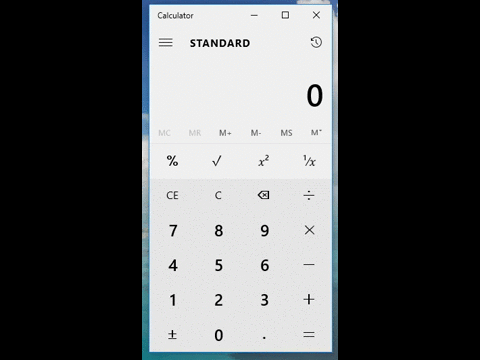 Calculator
STANDARD
0
MC MR M+ M- MS M˅
% √ x² ¹/x
CE C ÷
7 8 9 ×
4 5 6 −
1 2 3 +
± 0 . =